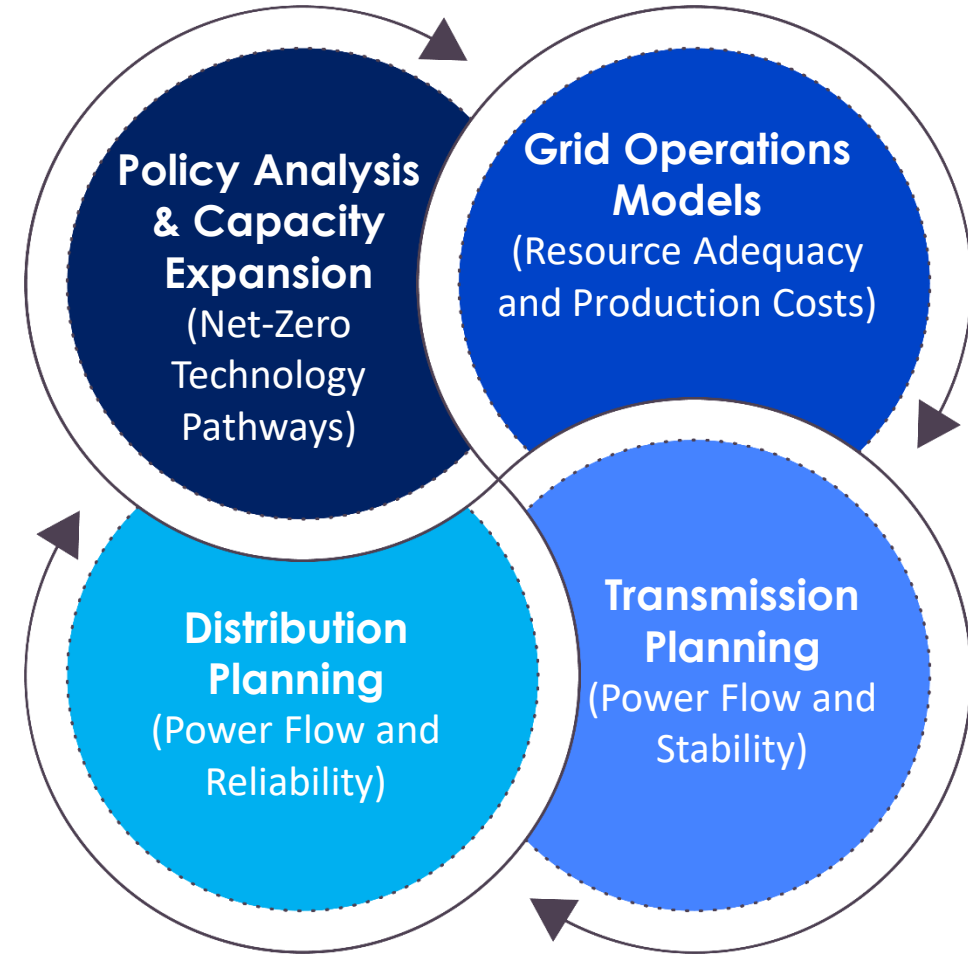 Policy Analysis
& Capacity
Expansion
(Net-Zero
Technology
Pathways)
Grid Operations
Models
(Resource Adequacy
and Production Costs)
Distribution
Planning
(Power Flow and
Reliability)
Transmission
Planning
(Power Flow and
Stability)